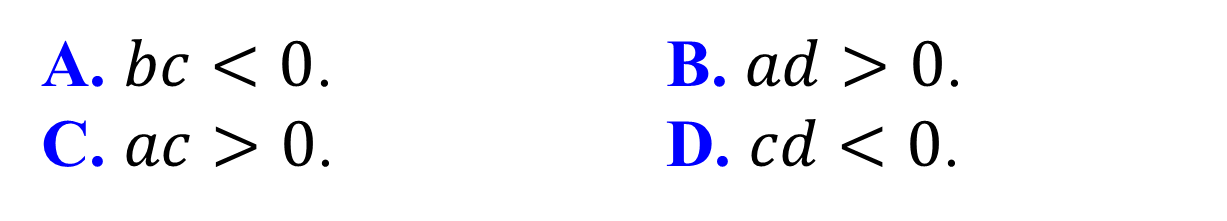 A. bc < 0. B. ad > 0.
C. ac > 0. D. cd < 0.